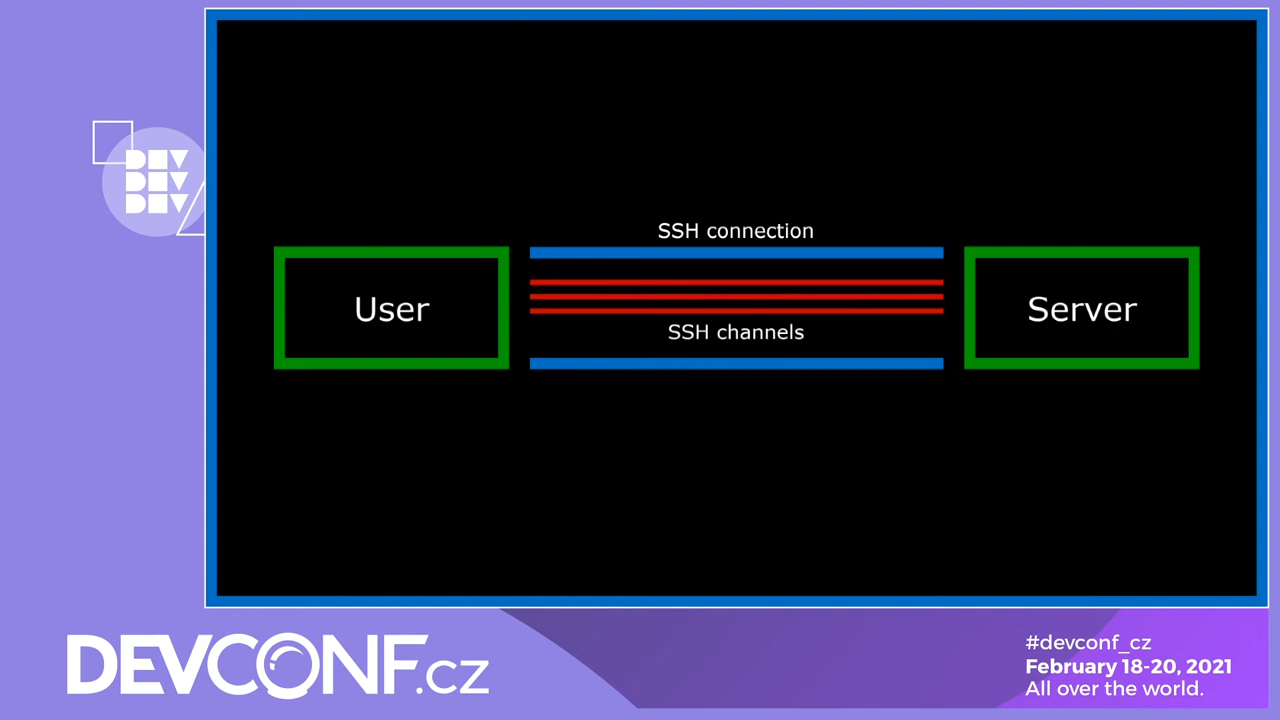 DEV
DEV
DEV
SSH connection
User
Server
SSH channels
DEVCONF.cz
#devconf_cz
February 18-20, 2021
All over the world.